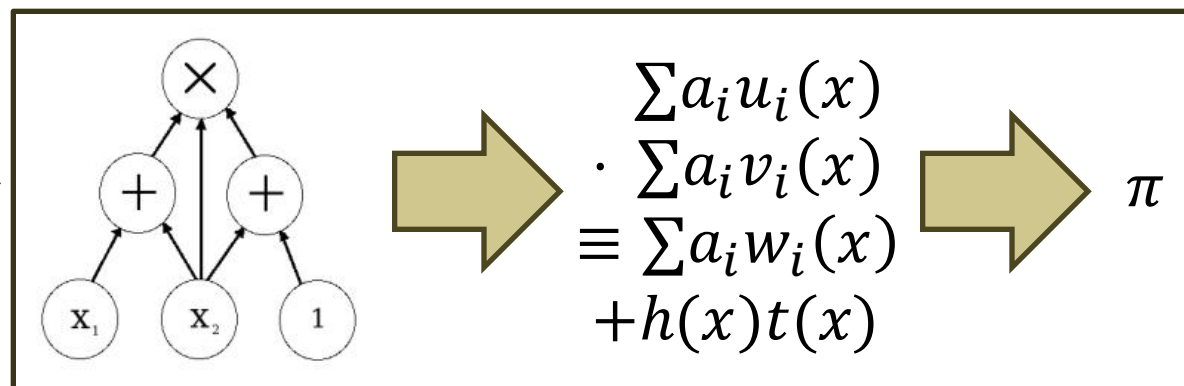 ×
+ +
x₁ x₂ 1
∑aᵢuᵢ(x)
· ∑aᵢvᵢ(x)
≡ ∑aᵢwᵢ(x)
+h(x)t(x)
π